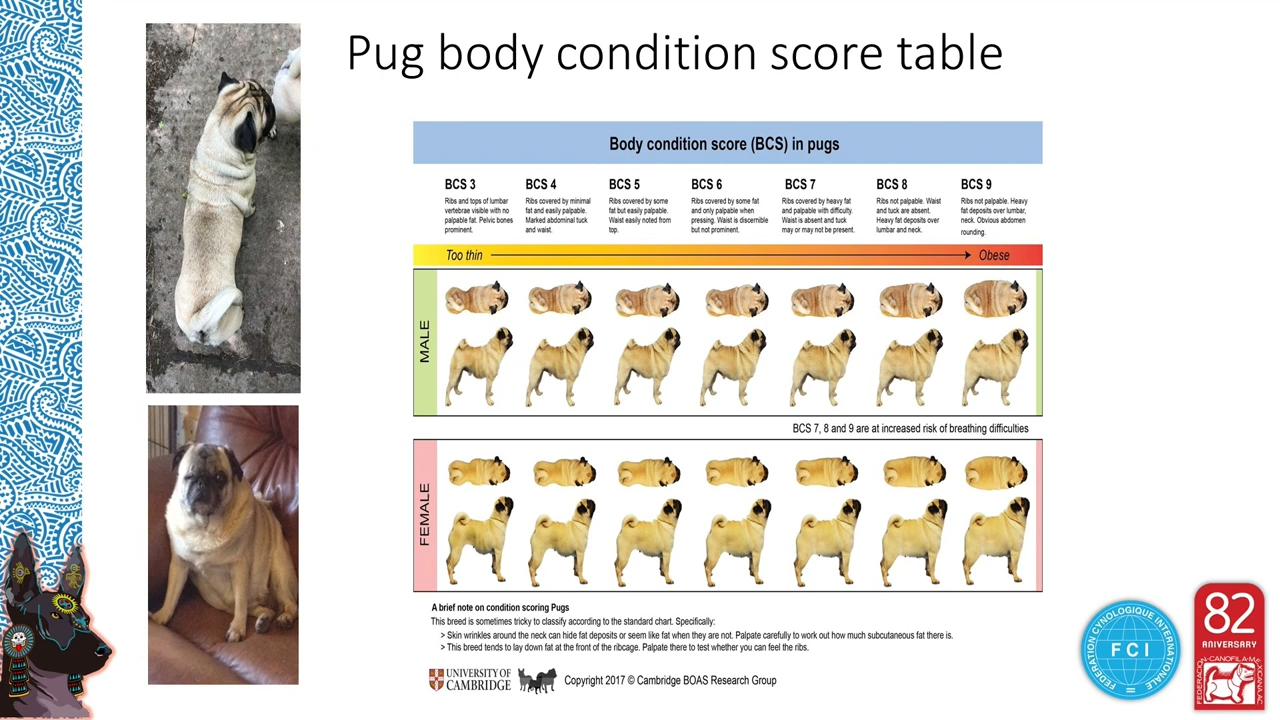 Pug body condition score table
Body condition score (BCS) in pugs
BCS 3
Ribs and tops of lumbar
vertebrae visible with no
palpable fat. Pelvic bones
prominent.
BCS 4
Ribs covered by minimal
fat and easily palpable.
Marked abdominal tuck
and waist.
BCS 5
Ribs covered by some
fat but easily palpable.
Waist easily noted from
top.
BCS 6
Ribs covered by some fat
and only palpable when
pressing. Waist is discernible
but not prominent.
BCS 7
Ribs covered by heavy fat
and palpable with difficulty.
Waist is absent and tuck
may or may not be present.
BCS 8
Ribs not palpable. Waist
and tuck are absent.
Heavy fat deposits over
lumbar and neck.
BCS 9
Ribs not palpable. Heavy
fat deposits over lumbar,
neck. Obvious abdomen
rounding.
Too thin
Obese
MALE
BCS 7, 8 and 9 are at increased risk of breathing difficulties
FEMALE
A brief note on condition scoring Pugs
This breed is sometimes tricky to classify according to the standard chart. Specifically:
> Skin wrinkles around the neck can hide fat deposits or seem like fat when they are not. Palpate carefully to work out how much subcutaneous fat there is.
> This breed tends to lay down fat at the front of the ribcage. Palpate there to test whether you can feel the ribs.
UNIVERSITY OF
CAMBRIDGE
Copyright 2017 © Cambridge BOAS Research Group
FEDERATION CYNOLOGIQUE INTERNATIONALE
FCI
82
ANIVERSARY
FEDERACION CANOFILA MEXICANA, AC